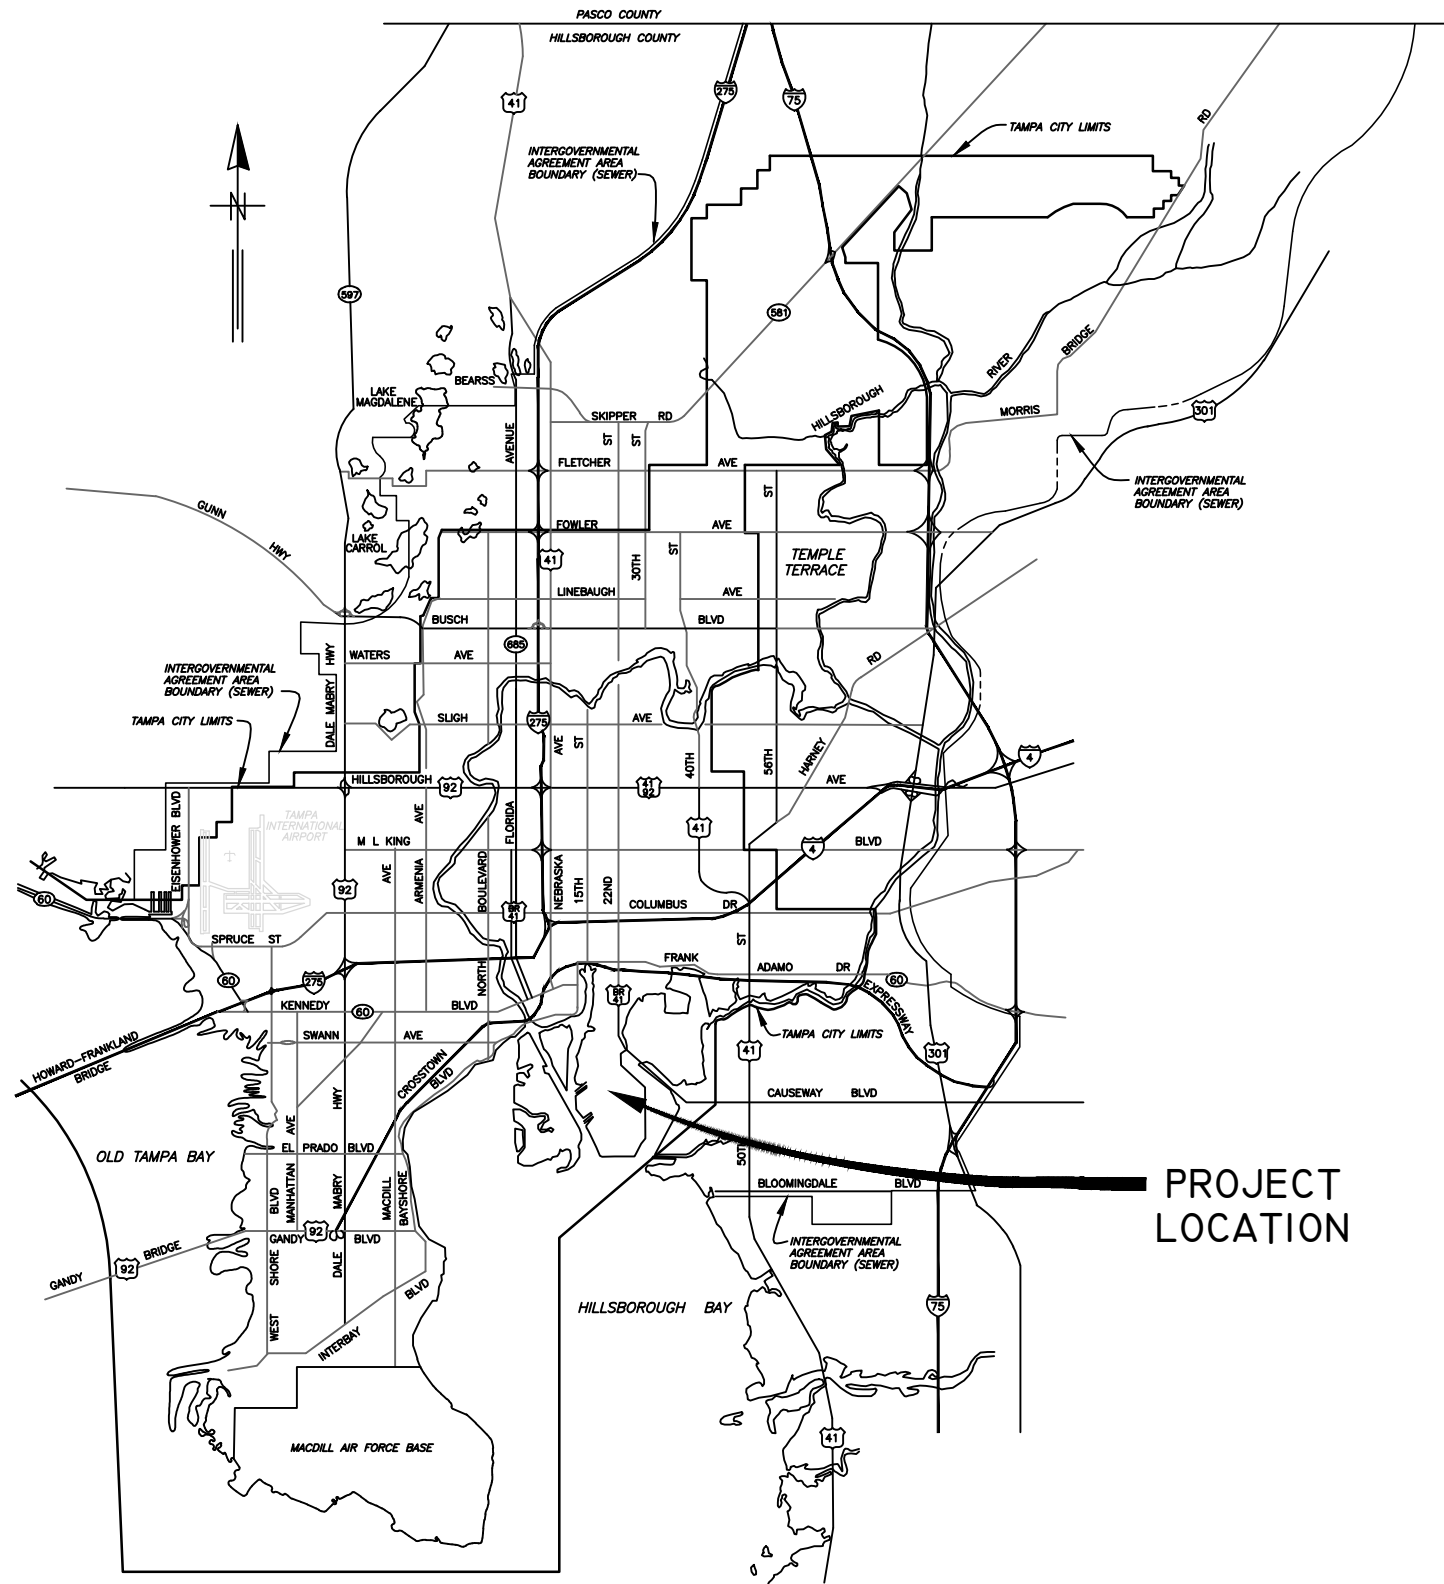 PASCO COUNTY
HILLSBOROUGH COUNTY
275
75
41
RD
TAMPA CITY LIMITS
INTERGOVERNMENTAL
AGREEMENT AREA
BOUNDARY (SEWER)
N
597
581
BRIDGE
RIVER
BEARSS
LAKE
MAGDALENE
HILLSBOROUGH
301
MORRIS
SKIPPER RD
AVENUE
ST
ST
FLETCHER AVE
INTERGOVERNMENTAL
AGREEMENT AREA
BOUNDARY (SEWER)
ST
GUNN
HWY
LAKE
CARROL
FOWLER AVE
ST
41
30TH
TEMPLE
TERRACE
LINEBAUGH AVE
BUSCH BLVD
685
WATERS AVE
HWY
RD
INTERGOVERNMENTAL
AGREEMENT AREA
BOUNDARY (SEWER)
DALE MABRY
TAMPA CITY LIMITS
SLIGH AVE
275
AVE
ST
40TH
56TH
HARNEY
4
HILLSBOROUGH AVE
92
41
92
EISENHOWER BLVD
TAMPA
INTERNATIONAL
AIRPORT
AVE
FLORIDA
41
M L KING BLVD
4
AVE
ARMENIA
BOULEVARD
NEBRASKA
15TH
22ND
92
60
COLUMBUS DR
BR
41
SPRUCE ST
ST
FRANK
ADAMO DR
60
60
275
NORTH
BR
41
EXPRESSWAY
KENNEDY BLVD
60
SWANN AVE
TAMPA CITY LIMITS
HOWARD-FRANKLAND
BRIDGE
41
301
CROSSTOWN
BLVD
CAUSEWAY BLVD
HWY
AVE
OLD TAMPA BAY
EL PRADO BLVD
50TH
PROJECT
LOCATION
BLVD
MANHATTAN
MABRY
MACDILL
BAYSHORE
BLOOMINGDALE BLVD
92
GANDY BLVD
INTERGOVERNMENTAL
AGREEMENT AREA
BOUNDARY (SEWER)
GANDY
BRIDGE
92
SHORE
DALE
BLVD
HILLSBOROUGH BAY
75
WEST
INTERBAY
MACDILL AIR FORCE BASE
41